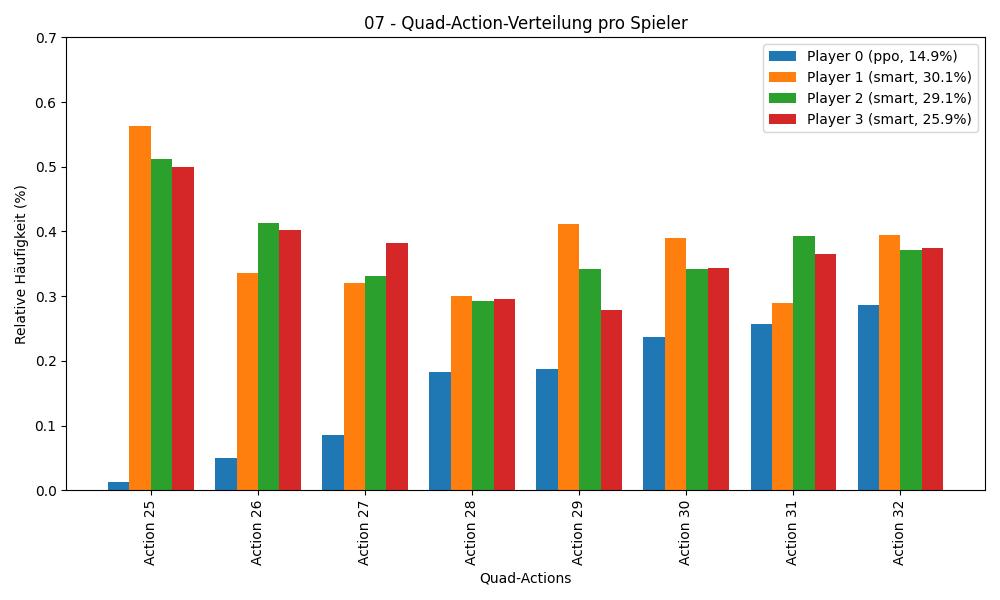 07 - Quad-Action-Verteilung pro Spieler
Relative Häufigkeit (%)
0.7
0.6
0.5
0.4
0.3
0.2
0.1
0.0
Player 0 (ppo, 14.9%)
Player 1 (smart, 30.1%)
Player 2 (smart, 29.1%)
Player 3 (smart, 25.9%)
Action 25
Action 26
Action 27
Action 28
Action 29
Action 30
Action 31
Action 32
Quad-Actions